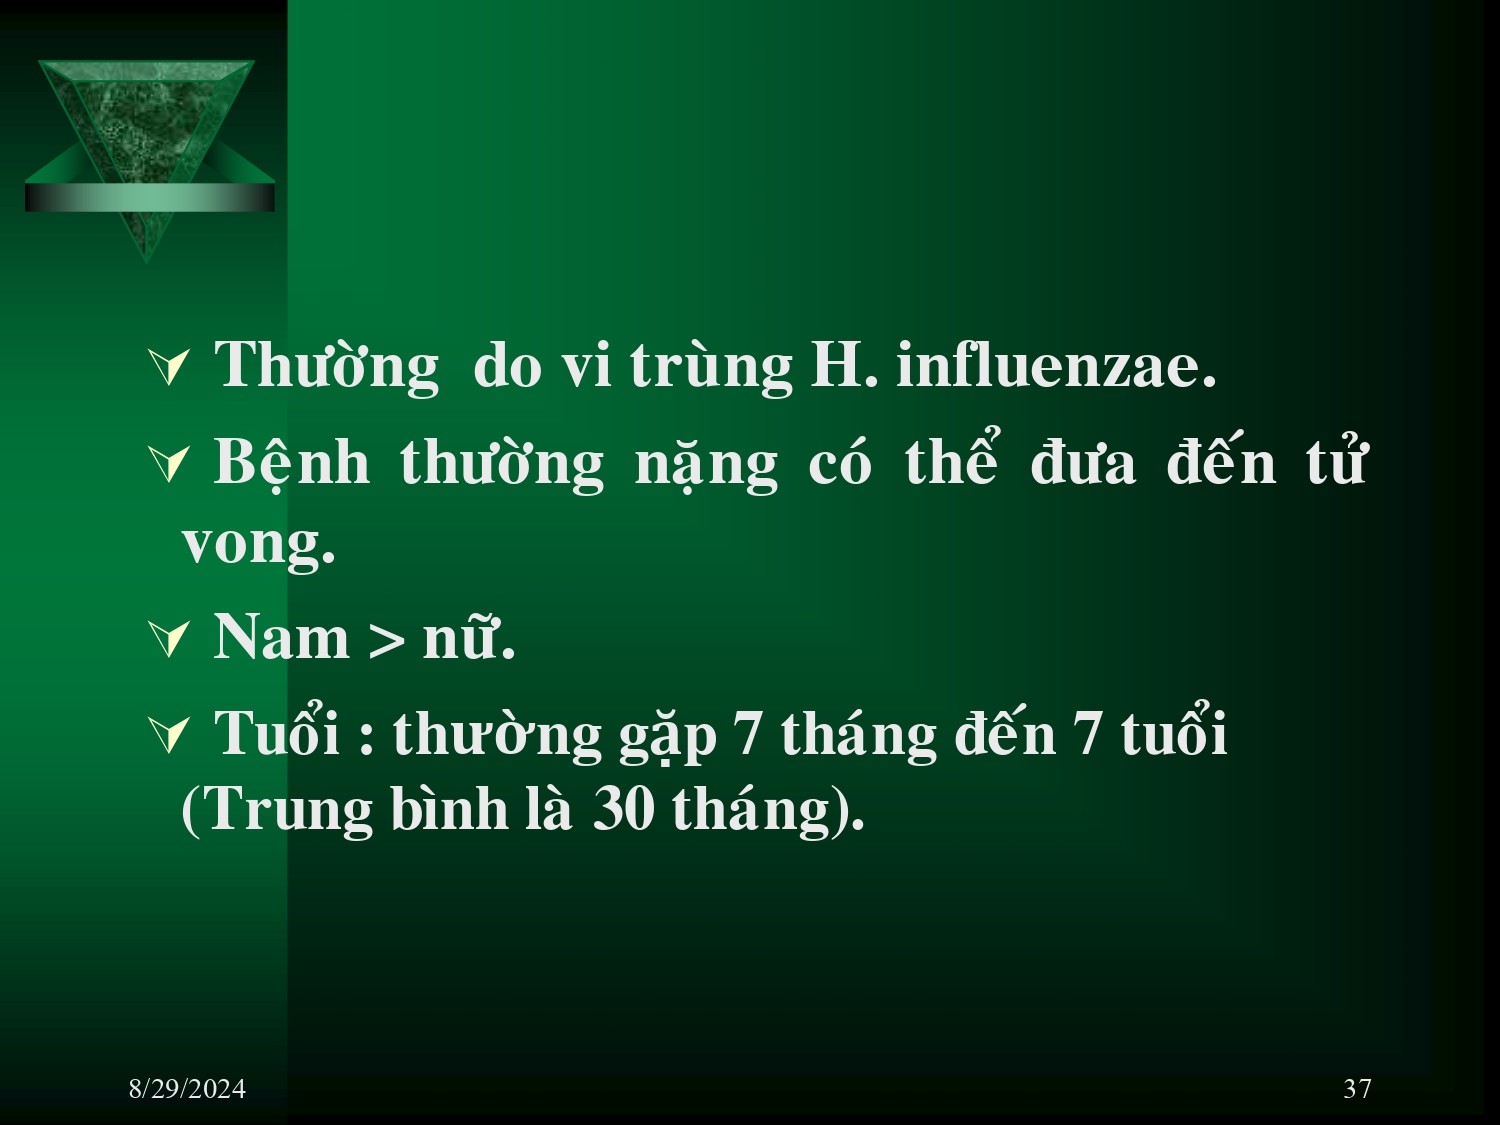 Thường do vi trùng H. influenzae.
Bệnh thường nặng có thể đưa đến tử
vong.
Nam > nữ.
Tuổi : thường gặp 7 tháng đến 7 tuổi
(Trung bình là 30 tháng).
8/29/2024
37